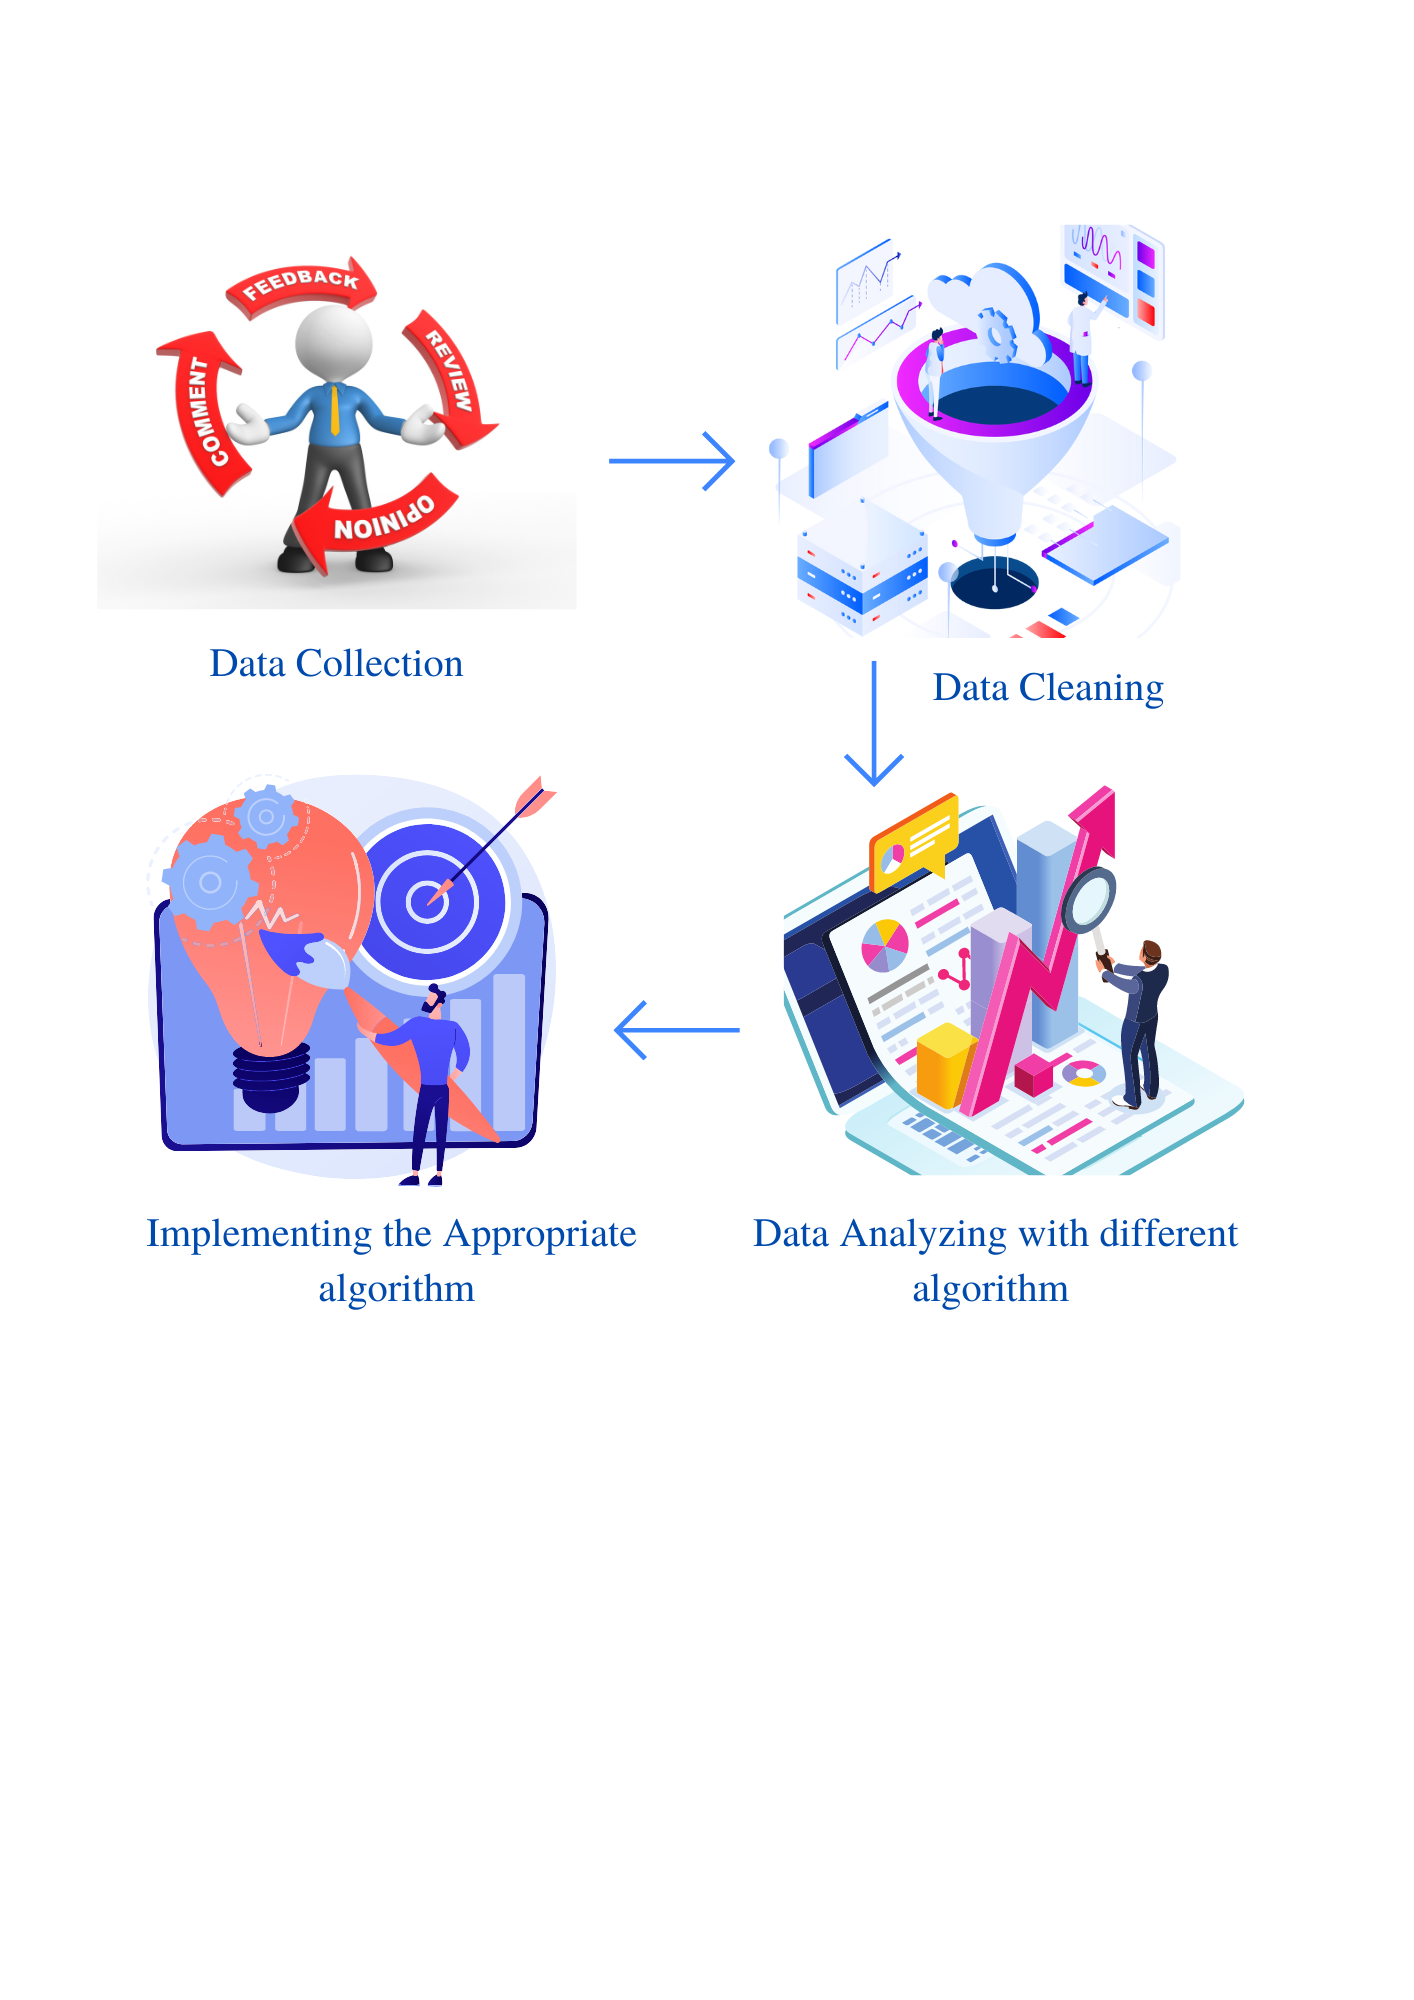 FEEDBACK
REVIEW
OPINION
COMMENT
Data Collection
Data Cleaning
Implementing the Appropriate
algorithm
Data Analyzing with different
algorithm